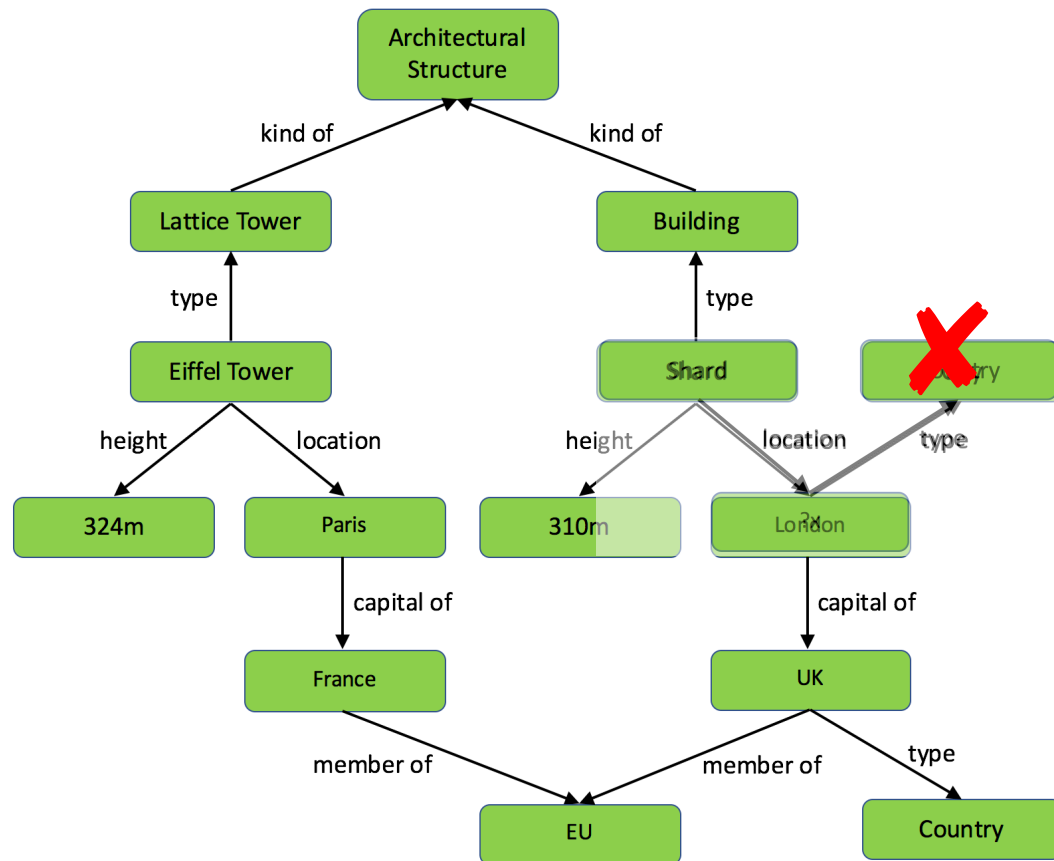 Architectural
Structure
kind of
kind of
Lattice Tower
Building
type
type
Eiffel Tower
Shard
height
location
height
location
type
324m
Paris
310m
London
capital of
capital of
France
UK
member of
member of
type
EU
Country